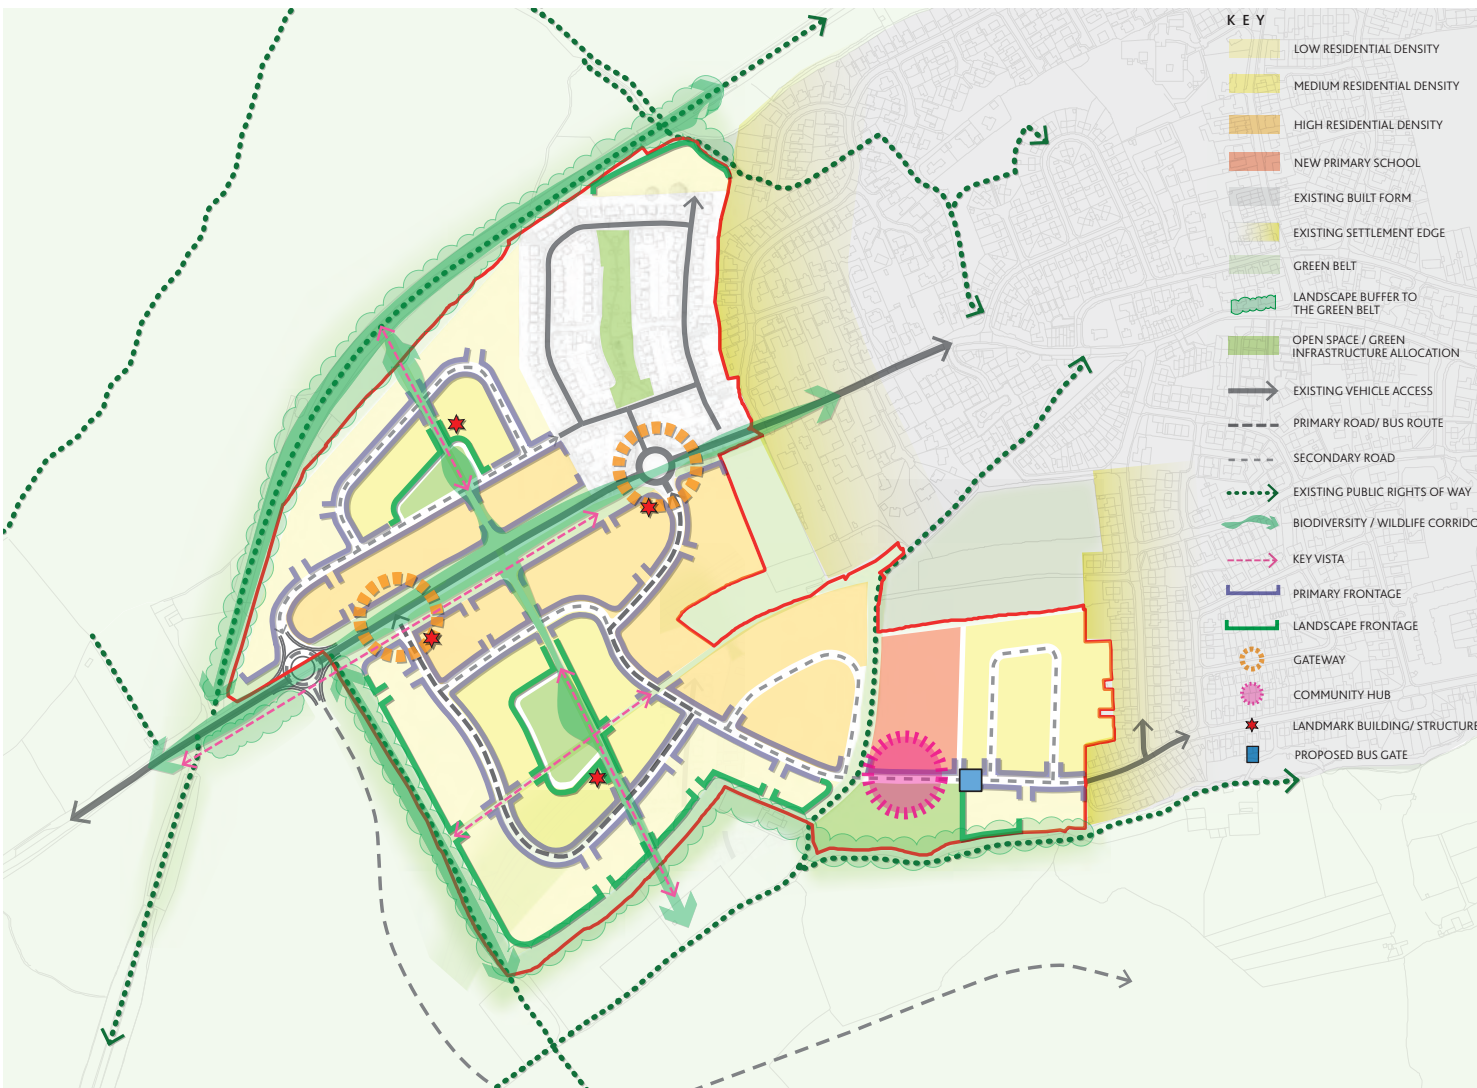 KEY
LOW RESIDENTIAL DENSITY
MEDIUM RESIDENTIAL DENSITY
HIGH RESIDENTIAL DENSITY
NEW PRIMARY SCHOOL
EXISTING BUILT FORM
EXISTING SETTLEMENT EDGE
GREEN BELT
LANDSCAPE BUFFER TO
THE GREEN BELT
OPEN SPACE / GREEN
INFRASTRUCTURE ALLOCATION
EXISTING VEHICLE ACCESS
PRIMARY ROAD/ BUS ROUTE
SECONDARY ROAD
EXISTING PUBLIC RIGHTS OF WAY
BIODIVERSITY / WILDLIFE CORRIDO
KEY VISTA
PRIMARY FRONTAGE
LANDSCAPE FRONTAGE
GATEWAY
COMMUNITY HUB
LANDMARK BUILDING/ STRUCTURE
PROPOSED BUS GATE